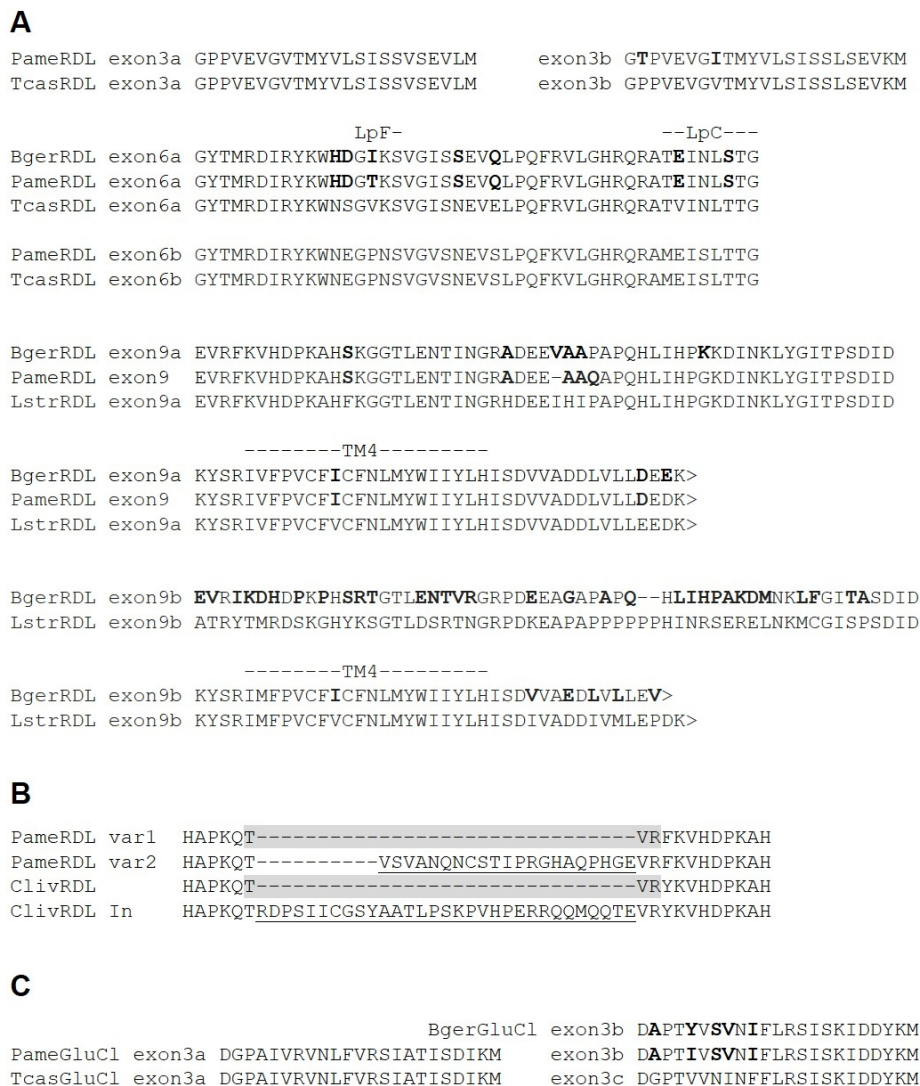 A
PameRDL exon3a GPPVEVGVTMYVLSISSVSEVLM exon3b GTPVEVGITMYVLSISSLSEVKM
TcasRDL exon3a GPPVEVGVTMYVLSISSVSEVLM exon3b GPPVEVGVTMYVLSISSLSEVKM
LpF- --LpC---
BgerRDL exon6a GYTMRDIRYKWHDGIKSVGISSEVQLPQFRVLGHRQRATEINLSTG
PameRDL exon6a GYTMRDIRYKWHDGTKSVGISSEVQLPQFRVLGHRQRATEINLSTG
TcasRDL exon6a GYTMRDIRYKWNSGVKSVGISNEVELPQFRVLGHRQRATVINLTTG
PameRDL exon6b GYTMRDIRYKWNEGPNSVGVSNEVSLPQFKVLGHRQRAMEISLTTG
TcasRDL exon6b GYTMRDIRYKWNEGPNSVGVSNEVSLPQFKVLGHRQRAMEISLTTG
BgerRDL exon9a EVRFKVHDPKAHSKGGTLENTINGRADEEVAAPAPQHLIHPKKDINKLYGITPSDID
PameRDL exon9 EVRFKVHDPKAHSKGGTLENTINGRADEE-AAQAPQHLIHPGKDINKLYGITPSDID
LstrRDL exon9a EVRFKVHDPKAHFKGGTLENTINGRHDEEIHIPAPQHLIHPGKDINKLYGITPSDID
--------TM4---------
BgerRDL exon9a KYSRIVFPVCFICFNLMYWIIYLHISDVVADDLVLLDEEK>
PameRDL exon9 KYSRIVFPVCFICFNLMYWIIYLHISDVVADDLVLLDEDK>
LstrRDL exon9a KYSRIVFPVCFVCFNLMYWIIYLHISDVVADDLVLLEEDK>
BgerRDL exon9b EVRIKDHDPKPHSRTGTLENTVRGRPDEEAGAPAPQ--HLIHPAKDMNKLFGITASDID
LstrRDL exon9b ATRYTMRDSKGHYKSGTLDSRTNGRPDKEAPAPPPPPPHINRSERELNKMCGISPSDID
--------TM4---------
BgerRDL exon9b KYSRIMFPVCFICFNLMYWIIYLHISDVVAEDLVLLEV>
LstrRDL exon9b KYSRIMFPVCFVCFNLMYWIIYLHISDIVADDIVMLEPDK>
B
PameRDL var1 HAPKQT-------------------------------VRFKVHDPKAH
PameRDL var2 HAPKQT----------VSVANQNCSTIPRGHAQPHGEVRFKVHDPKAH
ClivRDL HAPKQT-------------------------------VRYKVHDPKAH
ClivRDL In HAPKQTRDPSIICGSYAATLPSKPVHPERRQQMQQTEVRYKVHDPKAH
C
BgerGluCl exon3b DAPTYVSVNIFLRSISKIDDYKM
PameGluCl exon3a DGPAIVRVNLFVRSIATISDIKM exon3b DAPTIVSVNIFLRSISKIDDYKM
TcasGluCl exon3a DGPAIVRVNLFVRSIATISDIKM exon3c DGPTVVNINFFLRSISKIDDYKM